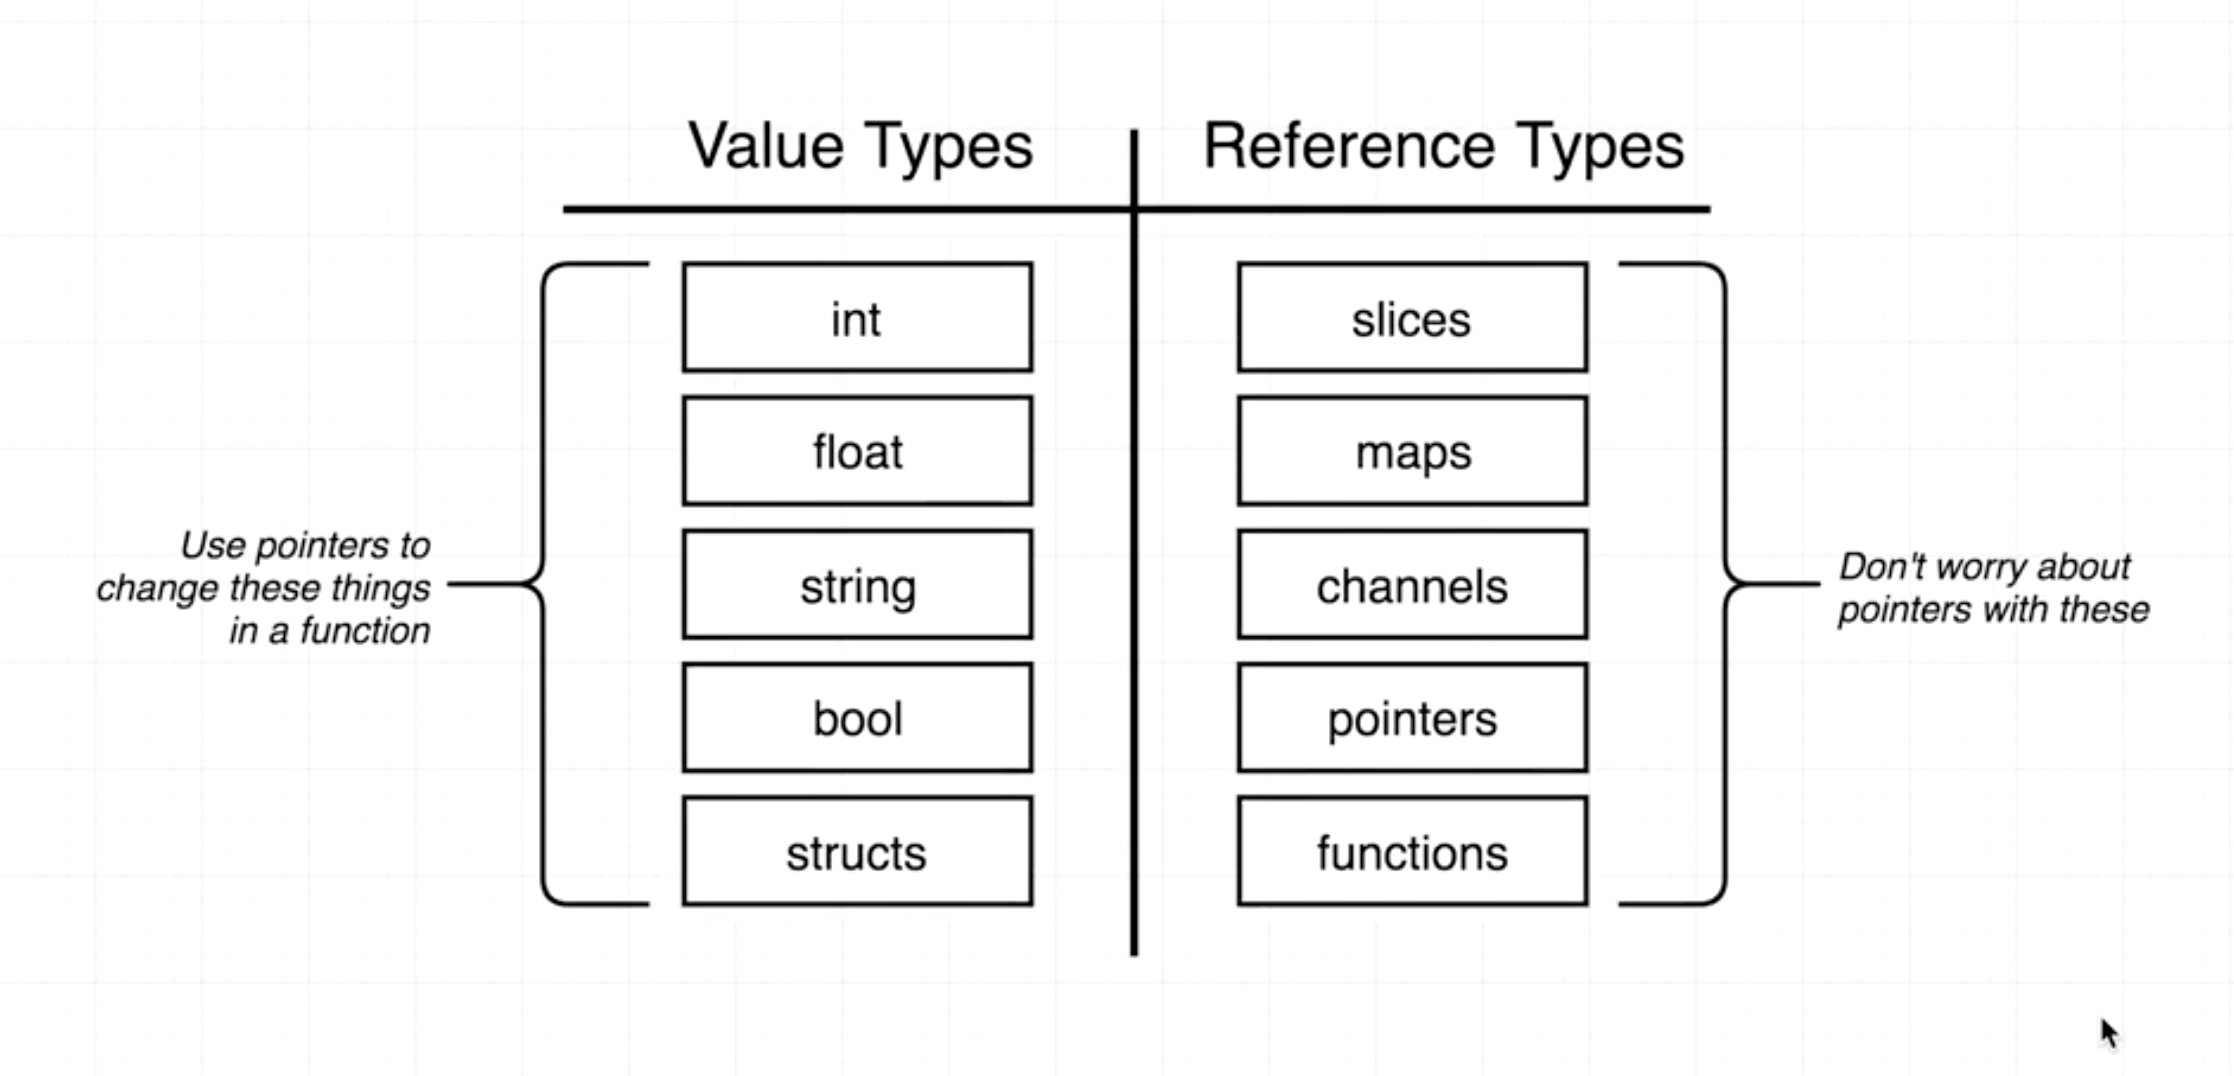 Value Types
Reference Types
int
float
string
bool
structs
slices
maps
channels
pointers
functions
Use pointers to
change these things
in a function
Don't worry about
pointers with these